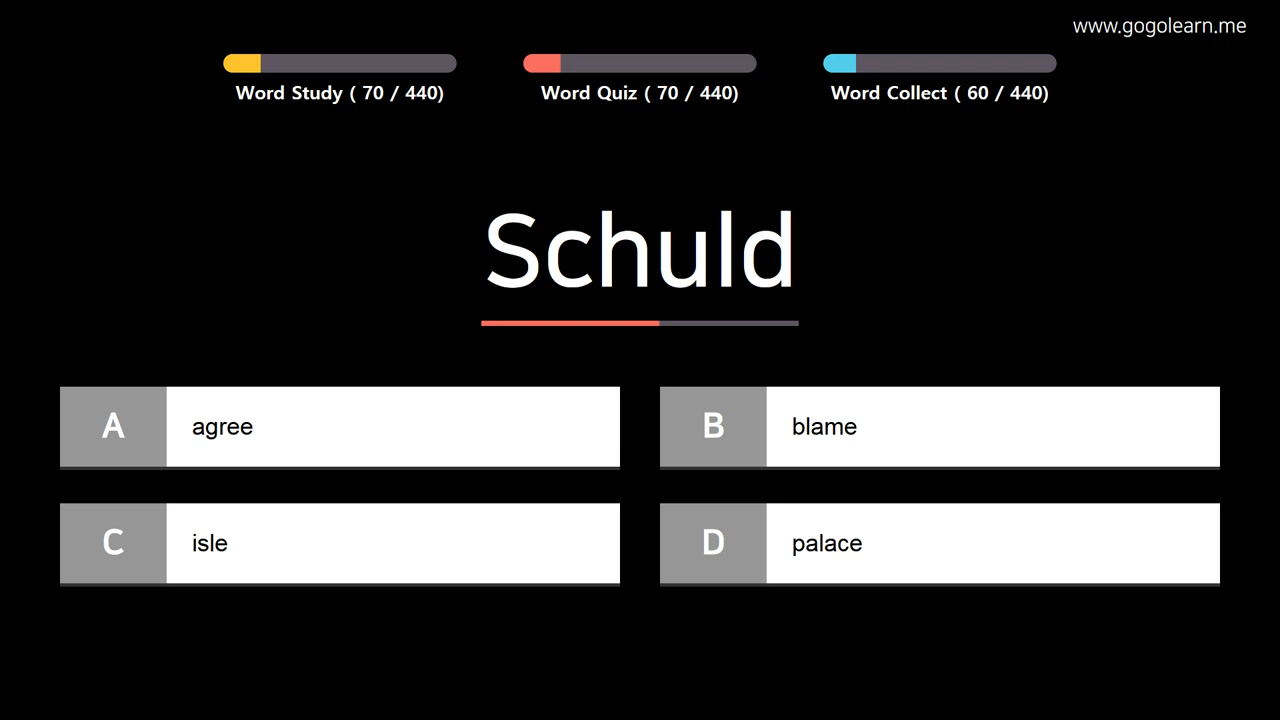 www.gogolearn.me
Word Study ( 70 / 440)
Word Quiz ( 70 / 440)
Word Collect ( 60 / 440)
Schuld
A agree
B blame
C isle
D palace